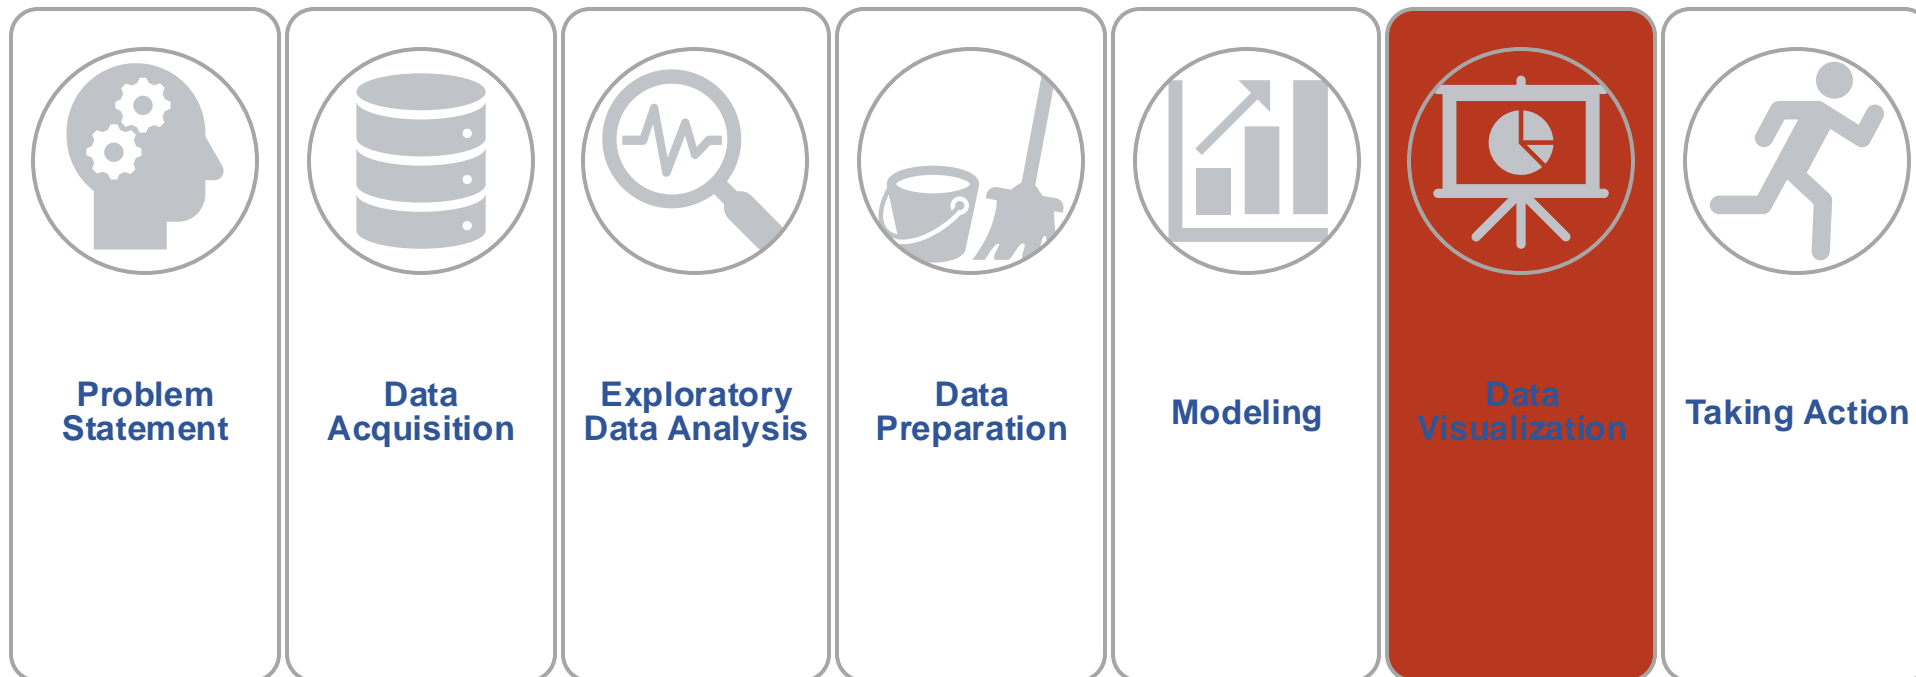 Problem
Statement
Data
Acquisition
Exploratory
Data Analysis
Data
Preparation
Modeling
Data
Visualization
Taking Action